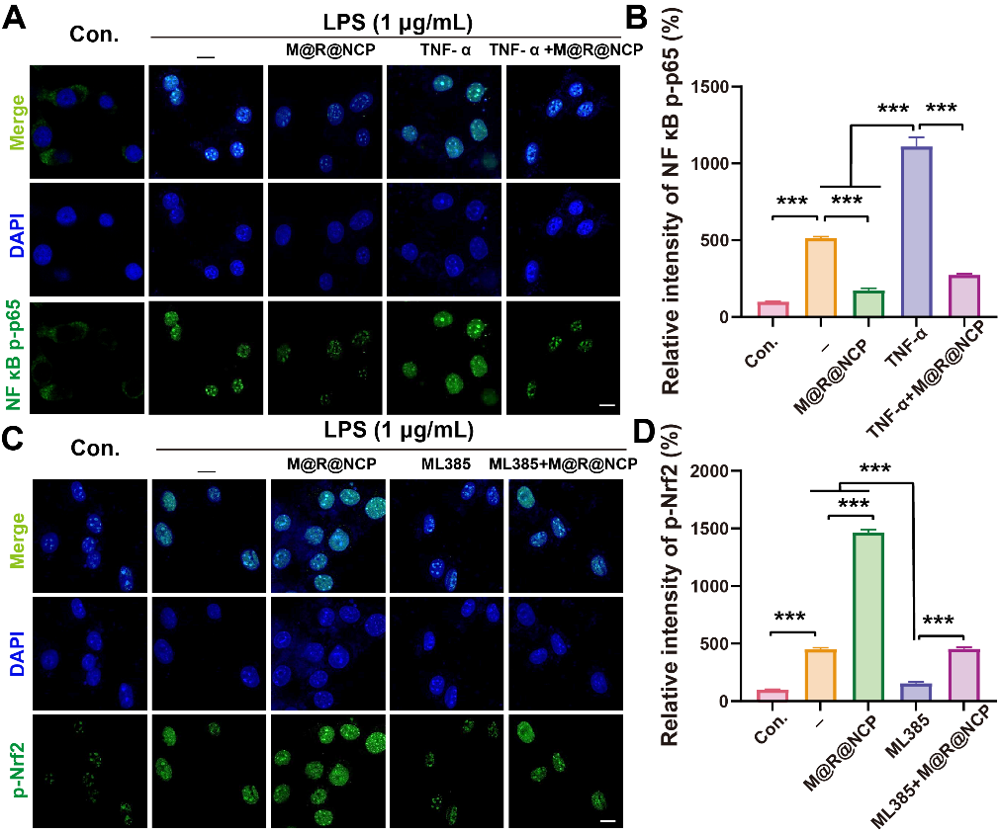 A
LPS (1 μg/mL)
Con.
—
M@R@NCP
TNF- α
TNF- α +M@R@NCP
Merge
DAPI
NF κB p-p65
B
Relative intensity of NF κB p-p65 (%)
1500
1000
500
0
***
***
***
***
Con.
–
M@R@NCP
TNF-α
TNF-α+M@R@NCP
C
LPS (1 μg/mL)
Con.
—
M@R@NCP
ML385
ML385+M@R@NCP
Merge
DAPI
p-Nrf2
D
Relative intensity of p-Nrf2 (%)
2000
1500
1000
500
0
***
***
***
***
Con.
–
M@R@NCP
ML385
ML385+M@R@NCP